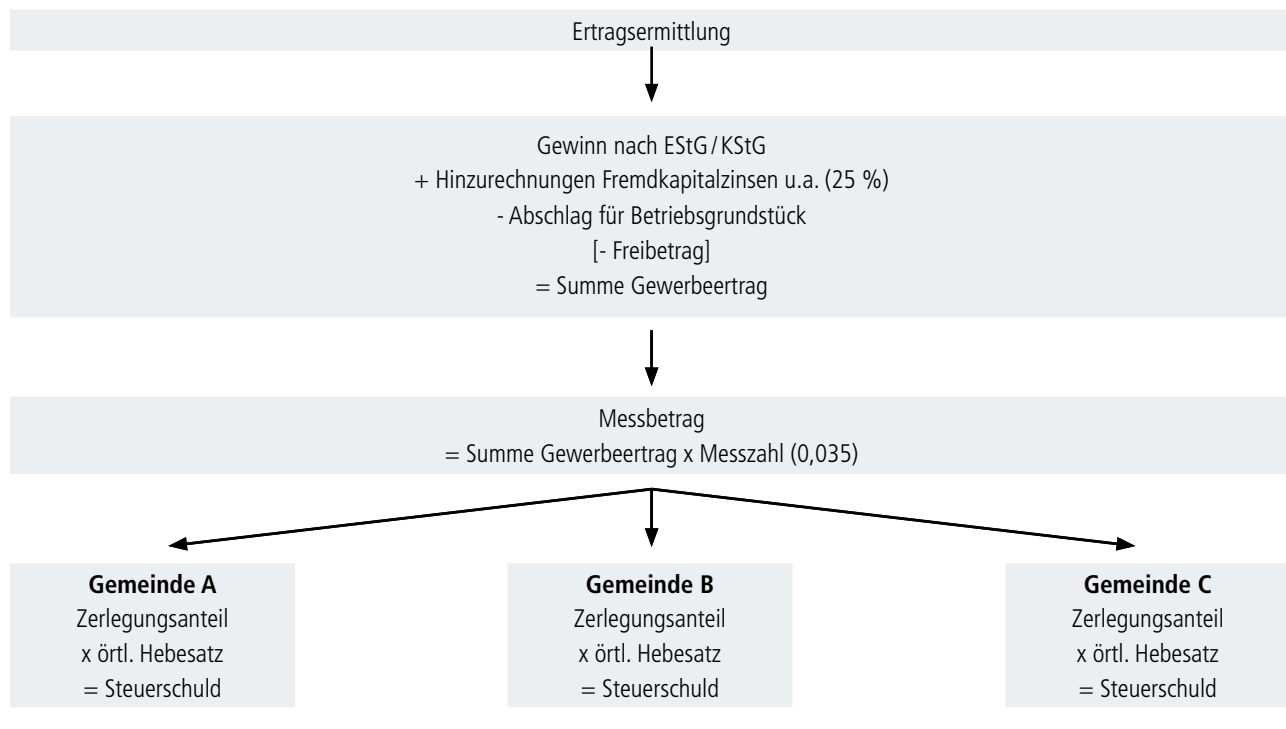 Ertragsermittlung
Gewinn nach EStG/KStG
+ Hinzurechnungen Fremdkapitalzinsen u.a. (25 %)
- Abschlag für Betriebsgrundstück
[- Freibetrag]
= Summe Gewerbeertrag
Messbetrag
= Summe Gewerbeertrag x Messzahl (0,035)
Gemeinde A
Zerlegungsanteil
x örtl. Hebesatz
= Steuerschuld
Gemeinde B
Zerlegungsanteil
x örtl. Hebesatz
= Steuerschuld
Gemeinde C
Zerlegungsanteil
x örtl. Hebesatz
= Steuerschuld